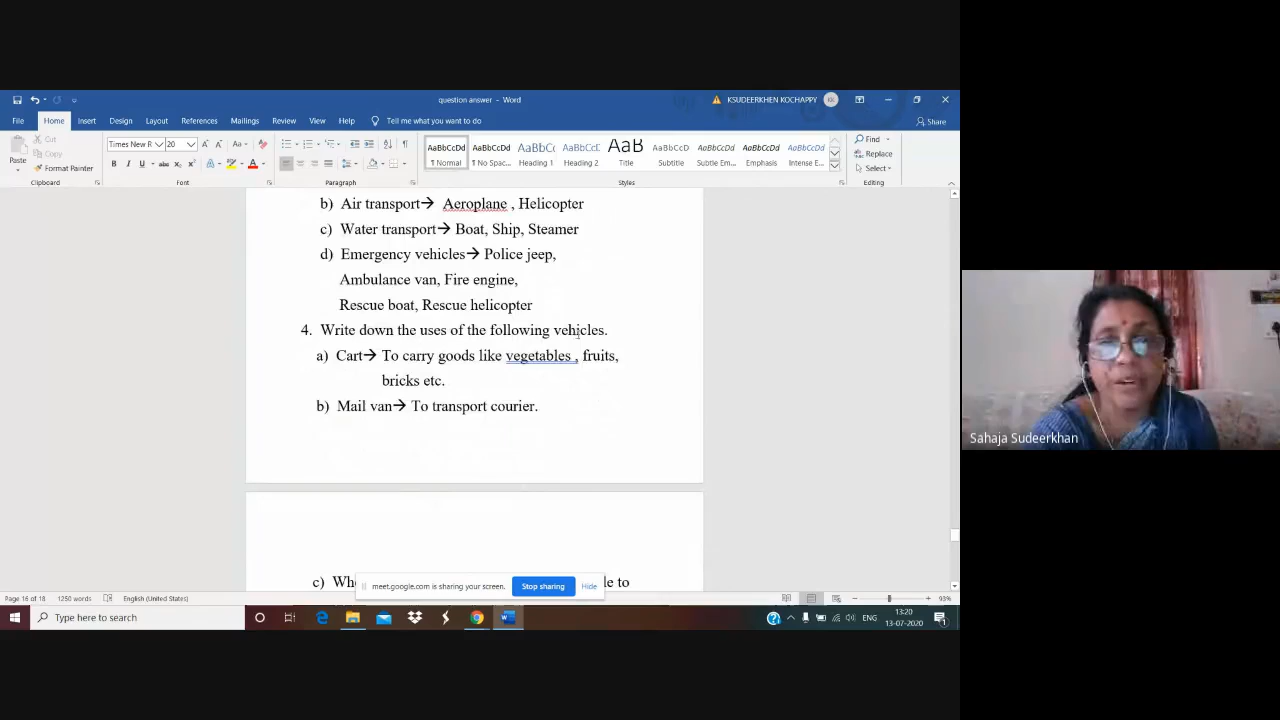 question answer - Word
KSUDEERKHEN KOCHAPPY
KK
File Home Insert Design Layout References Mailings Review View Help Tell me what you want to do
Share
Cut
Copy
Format Painter
Paste
Times New R 20
AaBbCcDd AaBbCcDd AaBbCc AaBbCcC AaB AaBbCcD AaBbCcDd AaBbCcDd AaBbCcDd
¶ Normal ¶ No Spac... Heading 1 Heading 2 Title Subtitle Subtle Em... Emphasis Intense E...
Find
Replace
Select
Clipboard Font Paragraph Styles Editing
b) Air transport→ Aeroplane , Helicopter
c) Water transport→ Boat, Ship, Steamer
d) Emergency vehicles→ Police jeep,
Ambulance van, Fire engine,
Rescue boat, Rescue helicopter
4. Write down the uses of the following vehicles.
a) Cart→ To carry goods like vegetables , fruits,
bricks etc.
b) Mail van→ To transport courier.
c)
to
meet.google.com is sharing your screen. Stop sharing Hide
Page 16 of 18 1250 words English (United States) 93%
Type here to search
ENG
13:20
13-07-2020
Sahaja Sudeerkhan